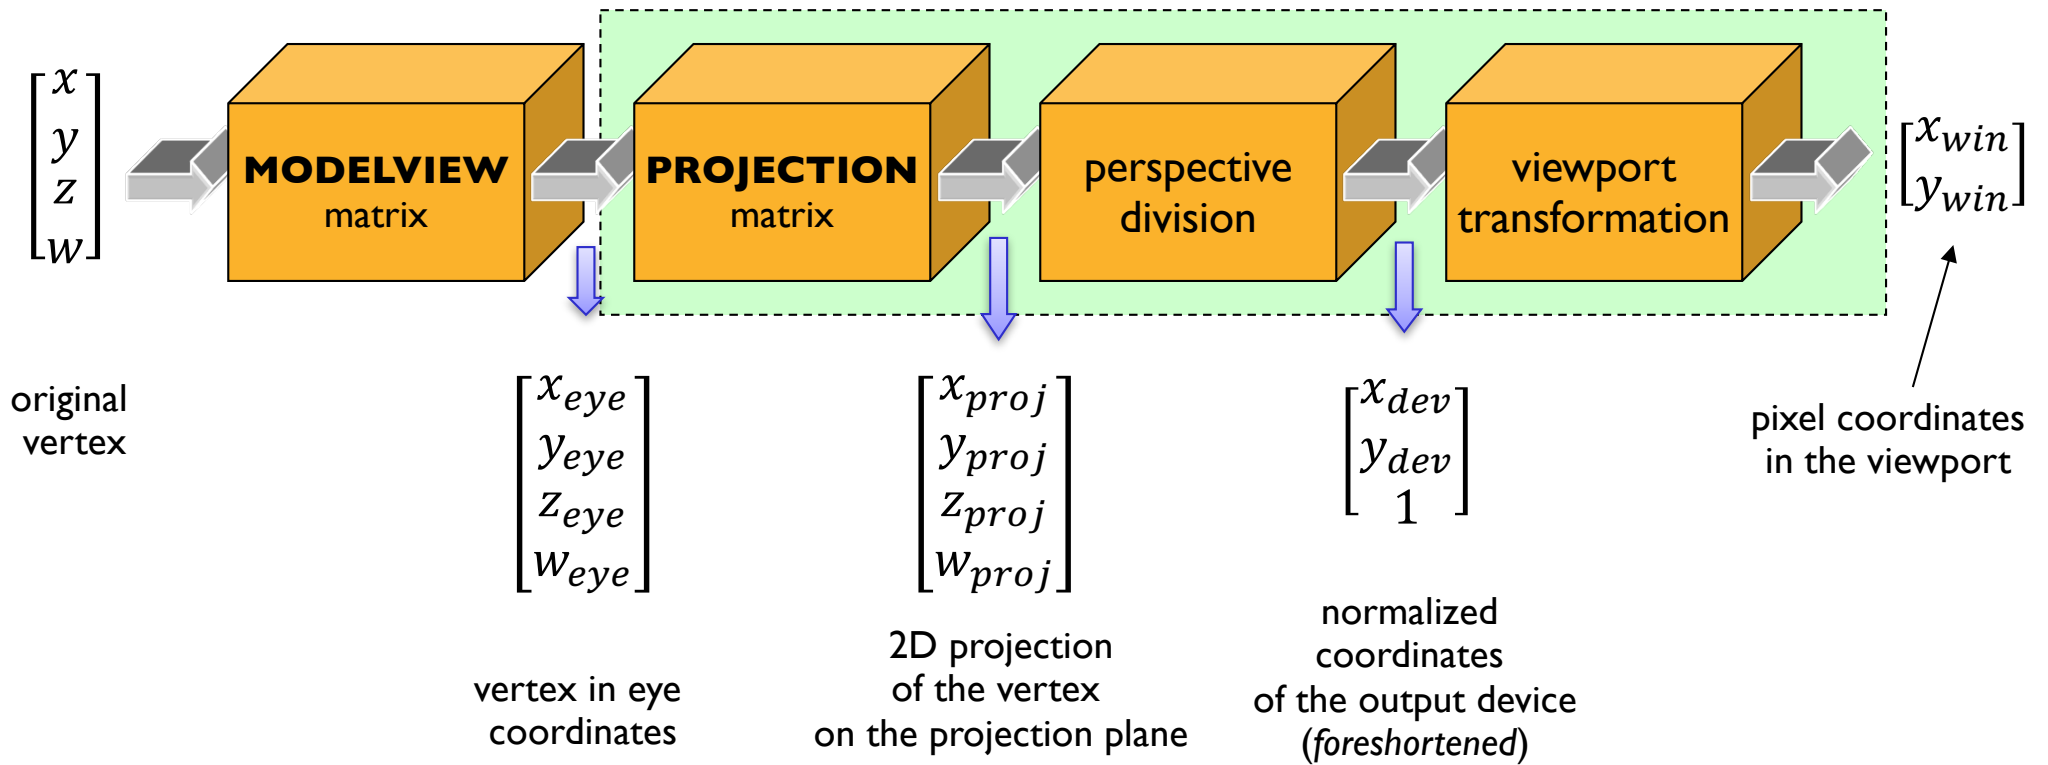 x
y
z
w
MODELVIEW
matrix
PROJECTION
matrix
perspective
division
viewport
transformation
x_win
y_win
original
vertex
x_eye
y_eye
z_eye
w_eye
vertex in eye
coordinates
x_proj
y_proj
z_proj
w_proj
2D projection
of the vertex
on the projection plane
x_dev
y_dev
1
normalized
coordinates
of the output device
(foreshortened)
pixel coordinates
in the viewport